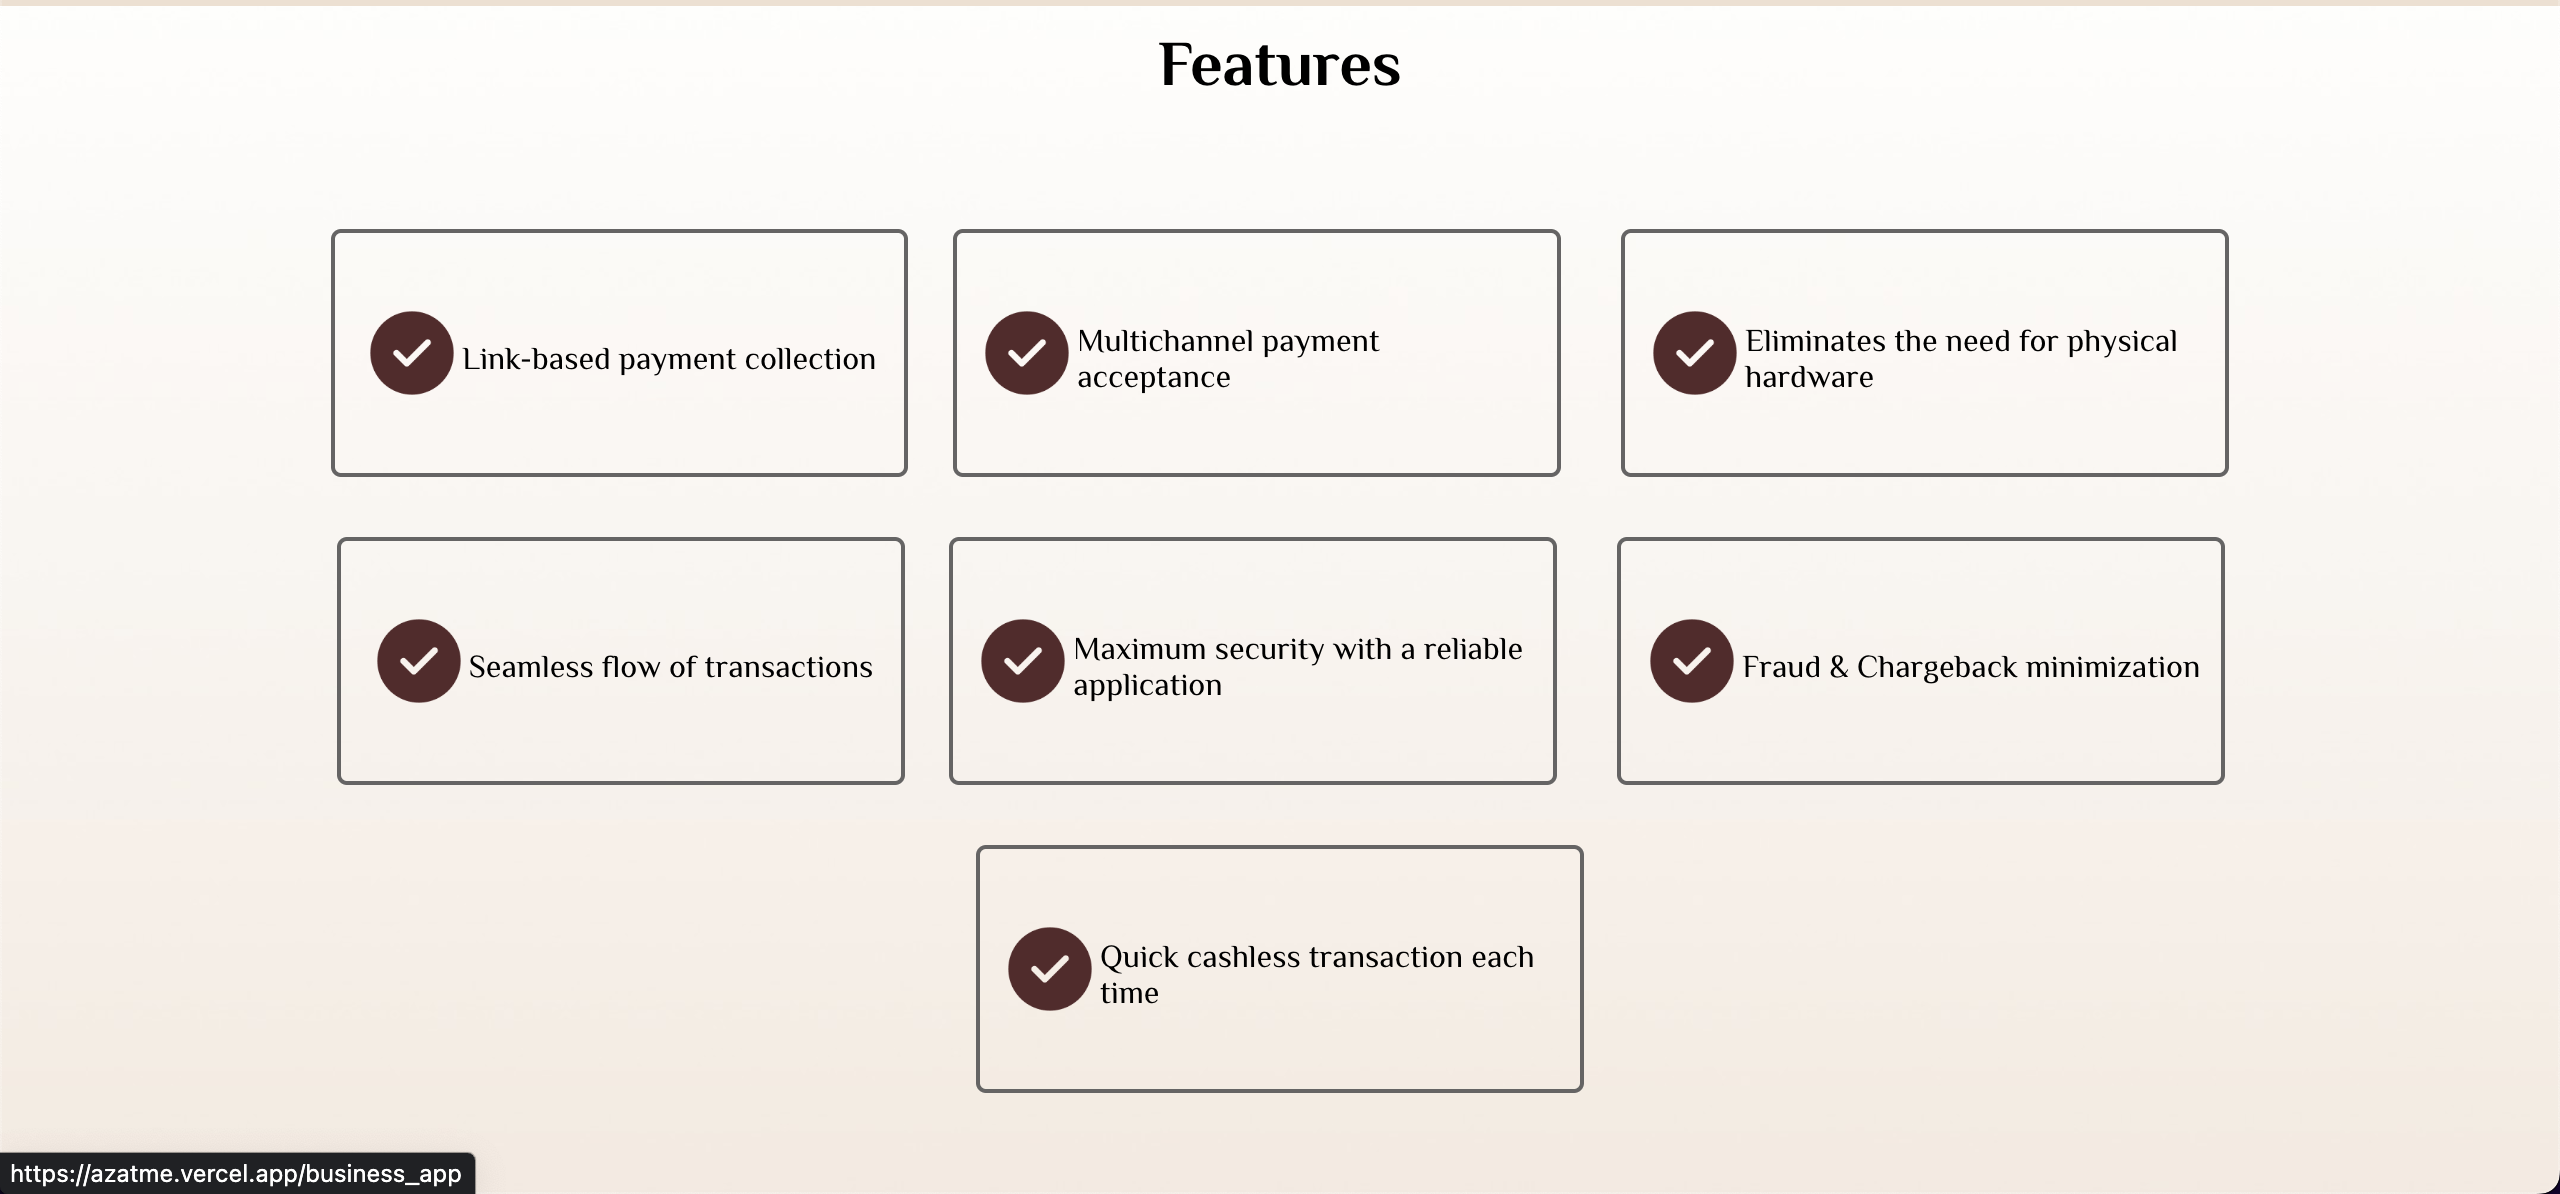 Features
Link-based payment collection
Multichannel payment
acceptance
Eliminates the need for physical
hardware
Seamless flow of transactions
Maximum security with a reliable
application
Fraud & Chargeback minimization
Quick cashless transaction each
time
https://azatme.vercel.app/business_app